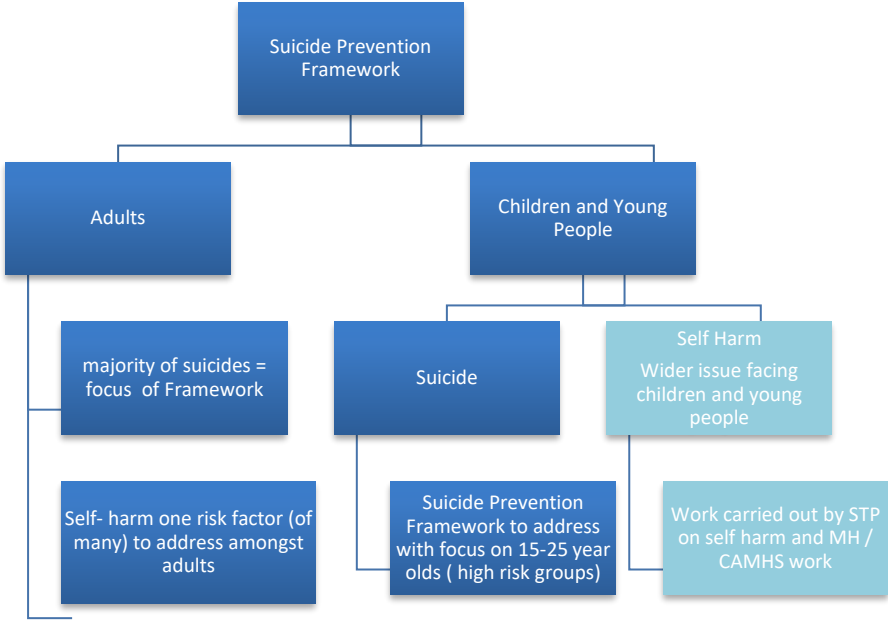 Suicide Prevention
Framework
Adults
Children and Young
People
majority of suicides =
focus of Framework
Suicide
Self Harm
Wider issue facing
children and young
people
Self- harm one risk factor (of
many) to address amongst
adults
Suicide Prevention
Framework to address
with focus on 15-25 year
olds ( high risk groups)
Work carried out by STP
on self harm and MH /
CAMHS work